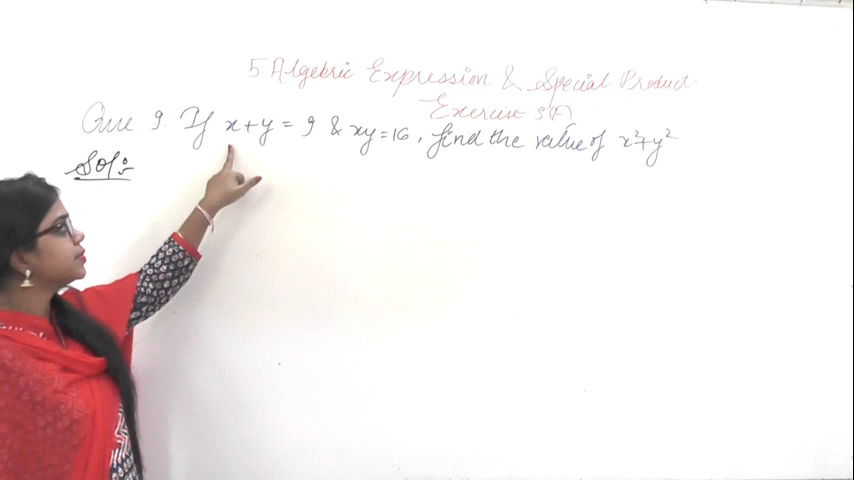 5. Algebric Expression & Special Product.
Exercise 5(F)
Que 9. If x+y = 9 & xy=16, find the value of x²+y²
Sol:-